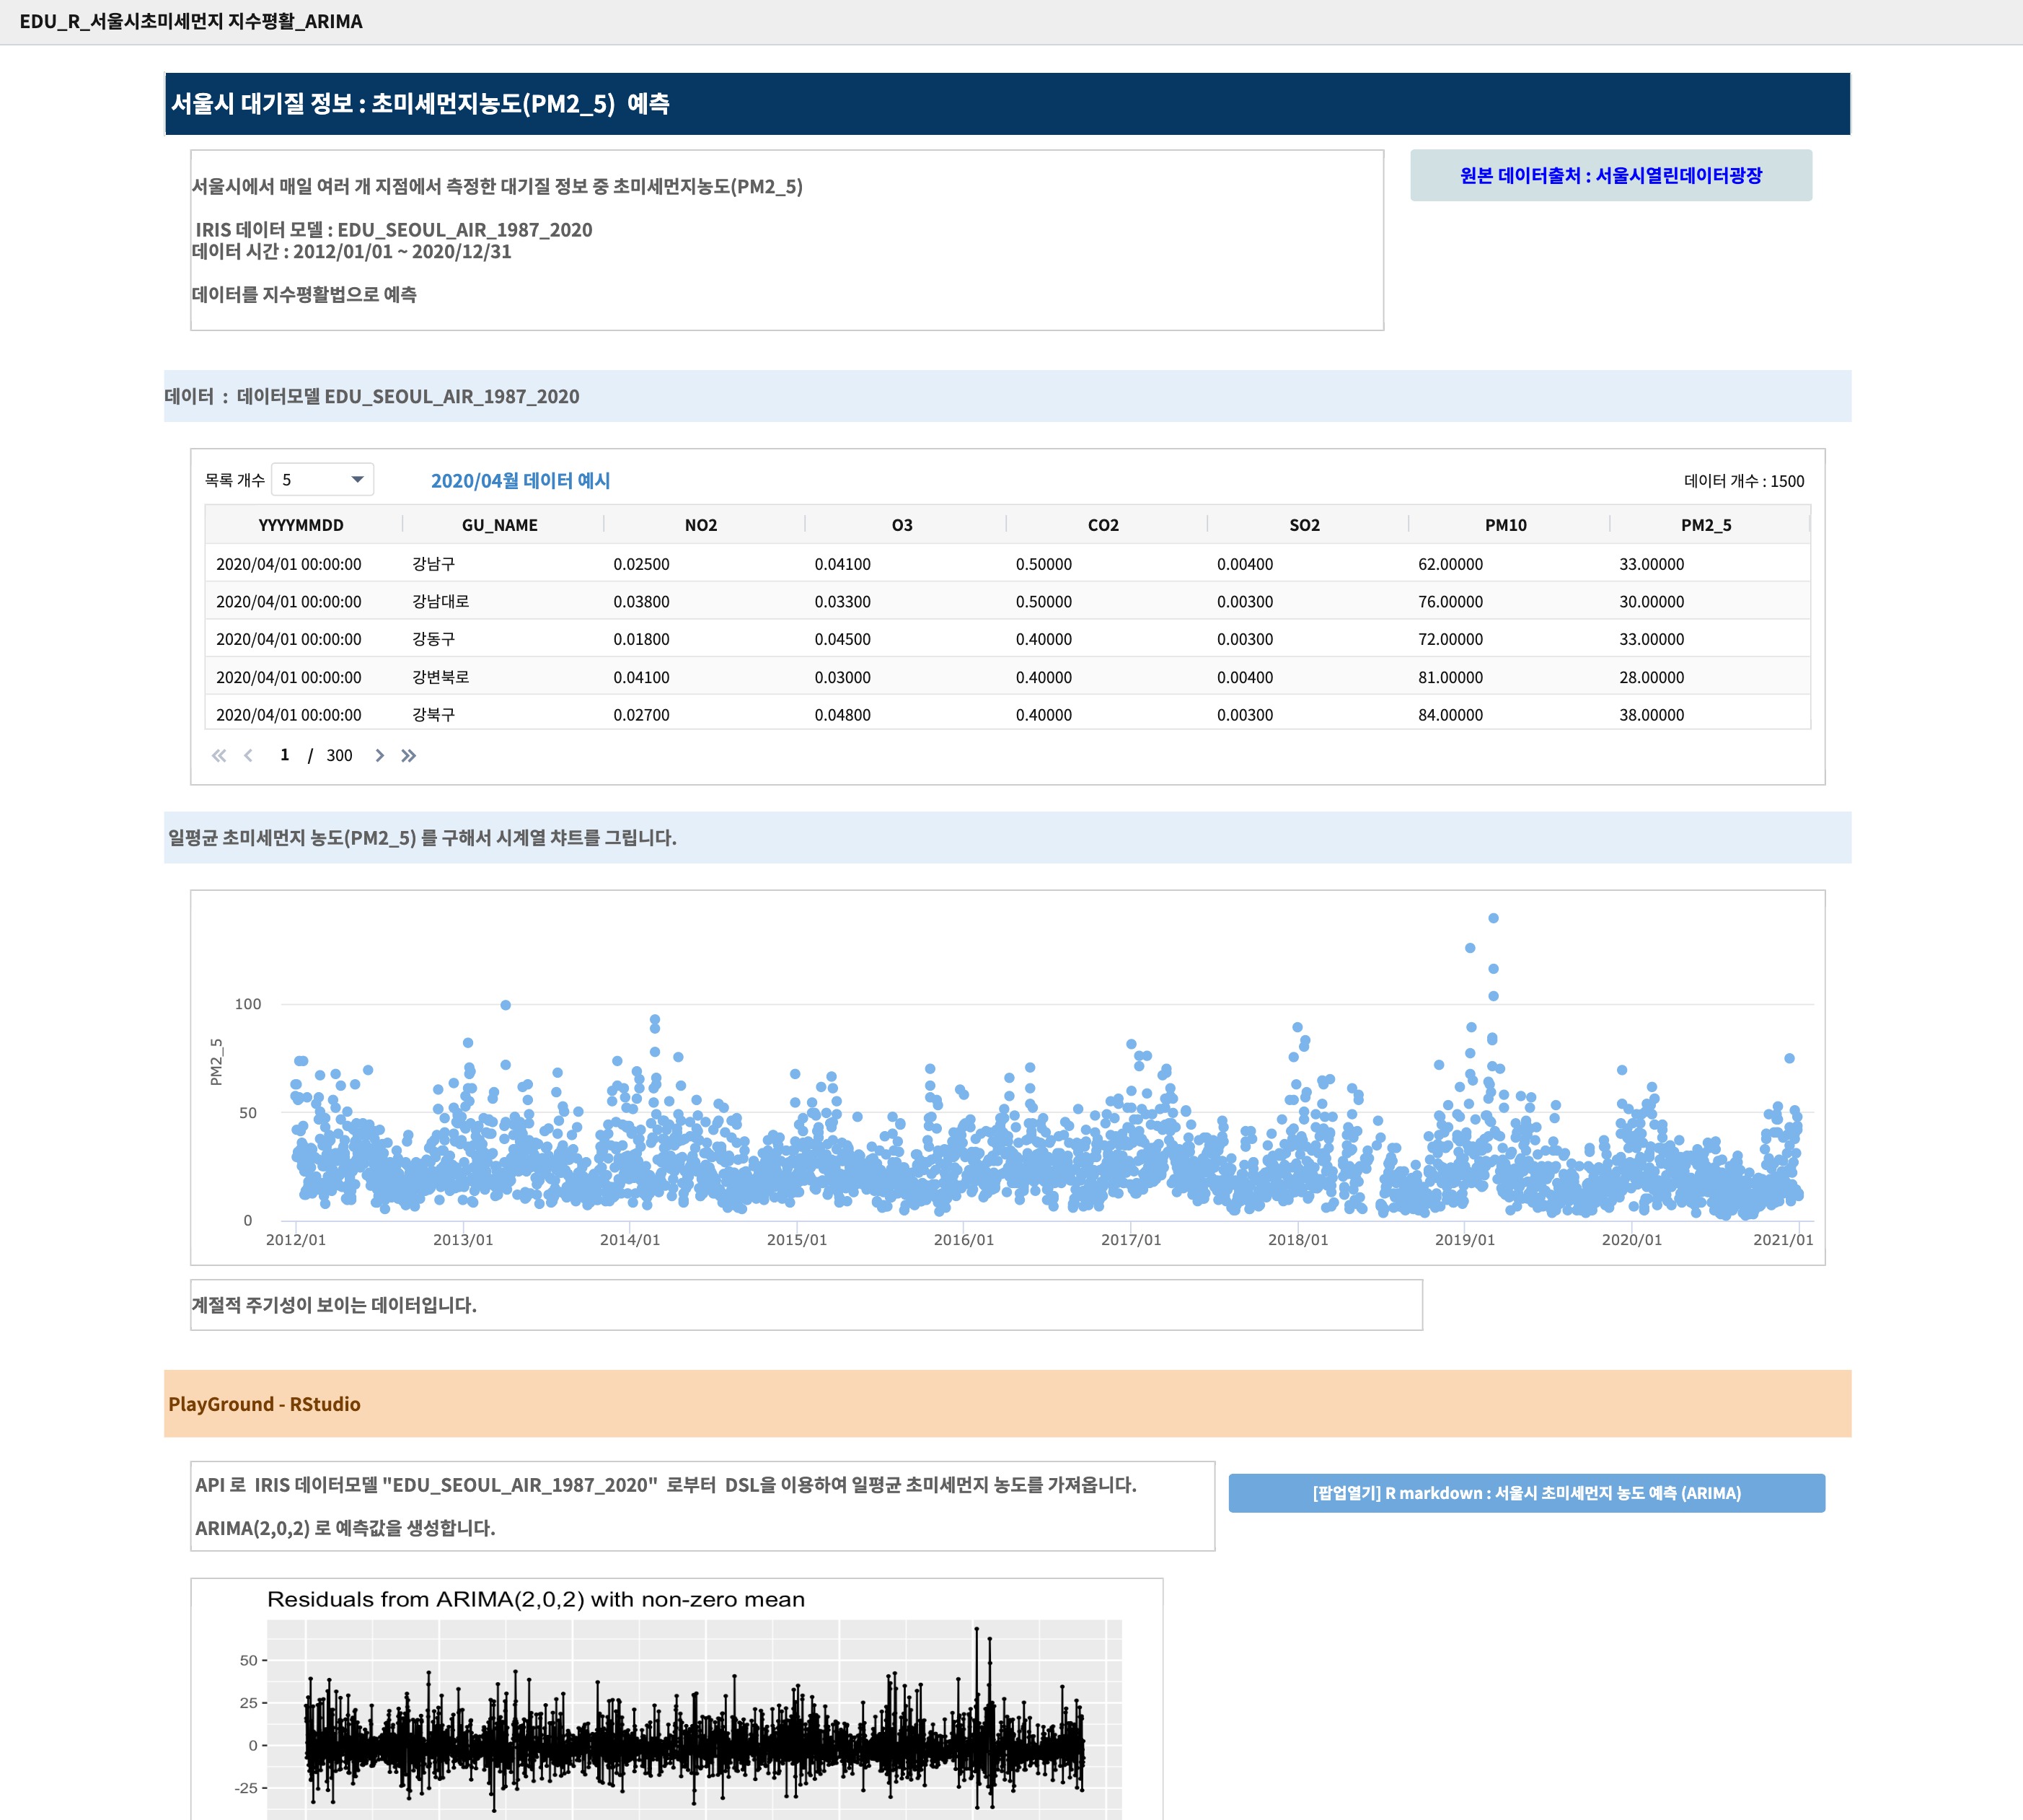 EDU_R_서울시초미세먼지 지수평활_ARIMA
서울시 대기질 정보 : 초미세먼지농도(PM2_5) 예측
서울시에서 매일 여러 개 지점에서 측정한 대기질 정보 중 초미세먼지농도(PM2_5)
원본 데이터출처 : 서울시열린데이터광장
IRIS 데이터 모델 : EDU_SEOUL_AIR_1987_2020
데이터 시간 : 2012/01/01 ~ 2020/12/31
데이터를 지수평활법으로 예측
데이터 : 데이터모델 EDU_SEOUL_AIR_1987_2020
목록 개수 5 2020/04월 데이터 예시 데이터 개수 : 1500
YYYYMMDD GU_NAME NO2 O3 CO2 SO2 PM10 PM2_5
2020/04/01 00:00:00 강남구 0.02500 0.04100 0.50000 0.00400 62.00000 33.00000
2020/04/01 00:00:00 강남대로 0.03800 0.03300 0.50000 0.00300 76.00000 30.00000
2020/04/01 00:00:00 강동구 0.01800 0.04500 0.40000 0.00300 72.00000 33.00000
2020/04/01 00:00:00 강변북로 0.04100 0.03000 0.40000 0.00400 81.00000 28.00000
2020/04/01 00:00:00 강북구 0.02700 0.04800 0.40000 0.00300 84.00000 38.00000
1 / 300
일평균 초미세먼지 농도(PM2_5) 를 구해서 시계열 챠트를 그립니다.
PM2_5
100
50
0
2012/01 2013/01 2014/01 2015/01 2016/01 2017/01 2018/01 2019/01 2020/01 2021/01
계절적 주기성이 보이는 데이터입니다.
PlayGround - RStudio
API 로 IRIS 데이터모델 "EDU_SEOUL_AIR_1987_2020" 로부터 DSL을 이용하여 일평균 초미세먼지 농도를 가져옵니다.
[팝업열기] R markdown : 서울시 초미세먼지 농도 예측 (ARIMA)
ARIMA(2,0,2) 로 예측값을 생성합니다.
Residuals from ARIMA(2,0,2) with non-zero mean
50
25
0
-25